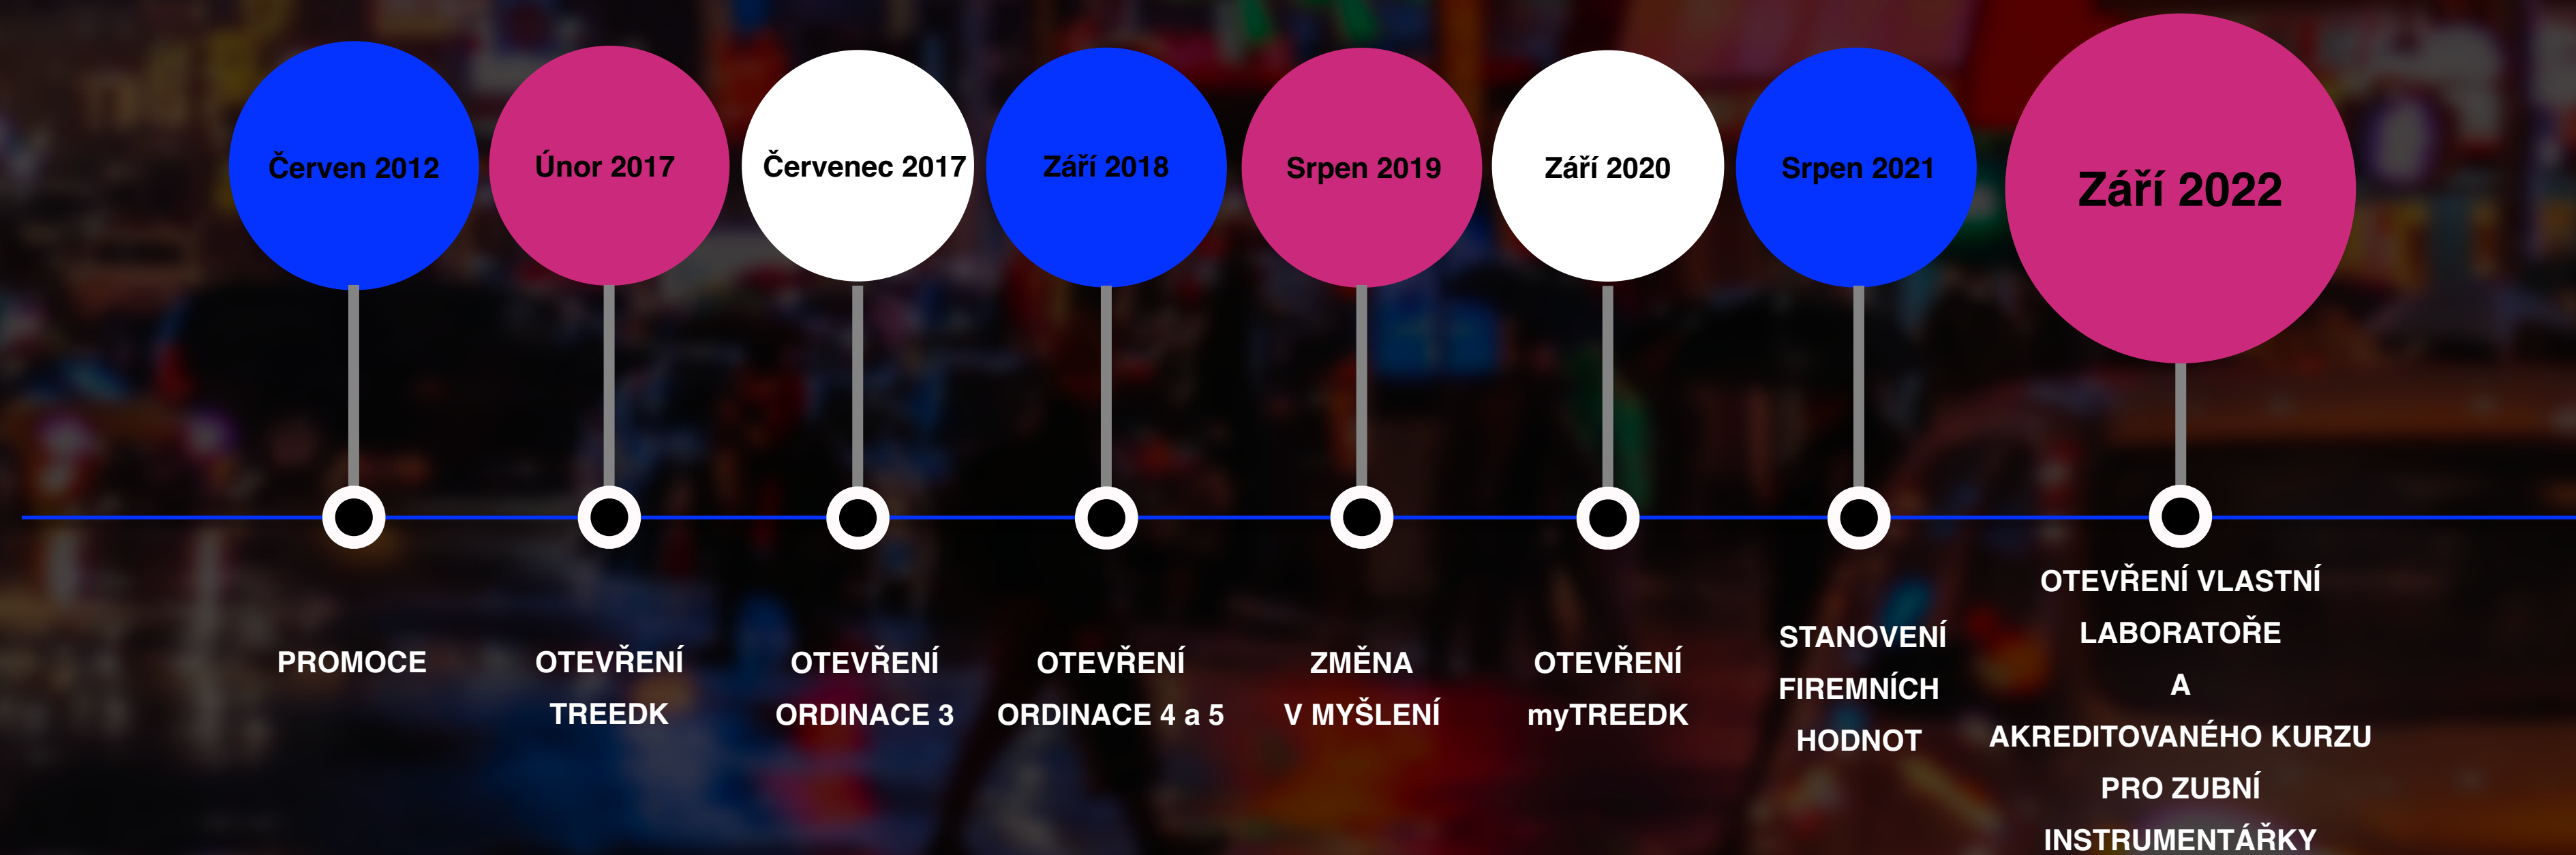 Červen 2012
Únor 2017
Červenec 2017
Září 2018
Srpen 2019
Září 2020
Srpen 2021
Září 2022
PROMOCE
OTEVŘENÍ
TREEDK
OTEVŘENÍ
ORDINACE 3
OTEVŘENÍ
ORDINACE 4 a 5
ZMĚNA
V MYŠLENÍ
OTEVŘENÍ
myTREEDK
STANOVENÍ
FIREMNÍCH
HODNOT
OTEVŘENÍ VLASTNÍ
LABORATOŘE
A
AKREDITOVANÉHO KURZU
PRO ZUBNÍ
INSTRUMENTÁŘKY